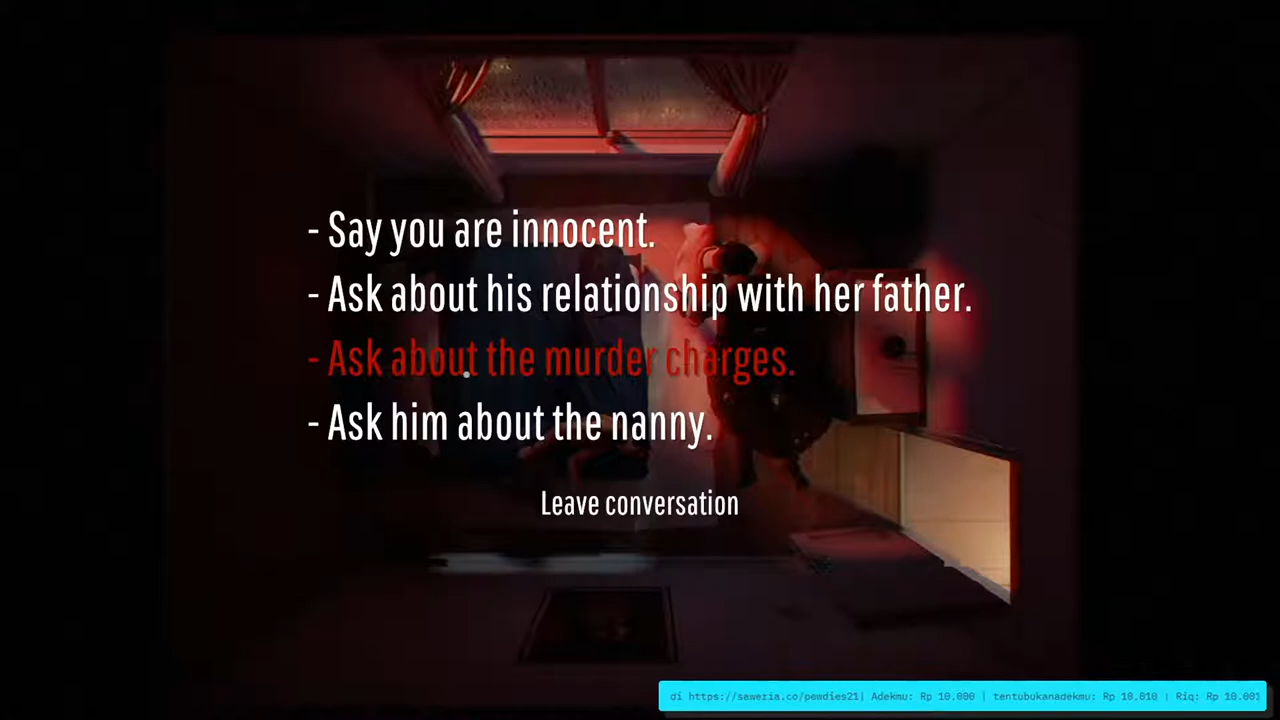 - Say you are innocent.
- Ask about his relationship with her father.
- Ask about the murder charges.
- Ask him about the nanny.
Leave conversation
di https://saweria.co/pewdies21| Adekmu: Rp 10.000 | tentubukanadekmu: Rp 10.010 | Riq: Rp 10.001